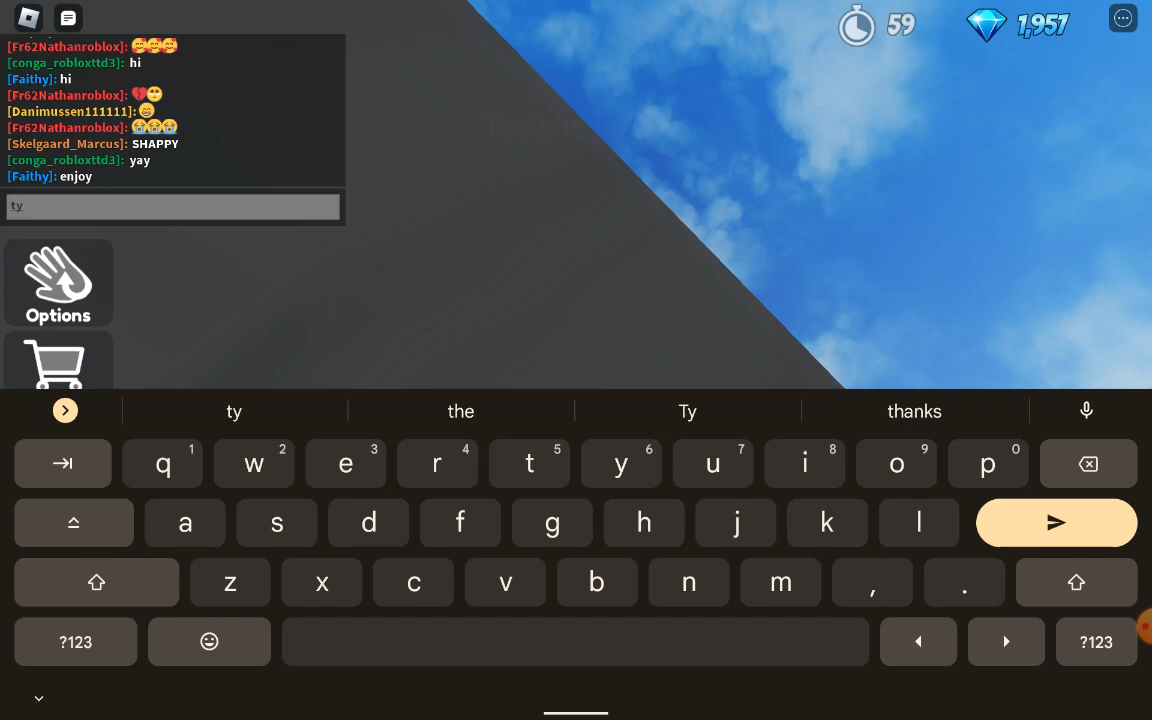 59
1,957
[Fr62Nathanroblox]: 🥰🥰🥰
[conga_robloxttd3]: hi
[Faithy]: hi
[Fr62Nathanroblox]: 💔🥺
[Danimussen111111]: 😁
[Fr62Nathanroblox]: 😭😭😭
[Skelgaard_Marcus]: SHAPPY
[conga_robloxttd3]: yay
[Faithy]: enjoy
ty
Options
ty the Ty thanks
q 1 w 2 e 3 r 4 t 5 y 6 u 7 i 8 o 9 p 0
a s d f g h j k l
z x c v b n m , .
?123 ?123